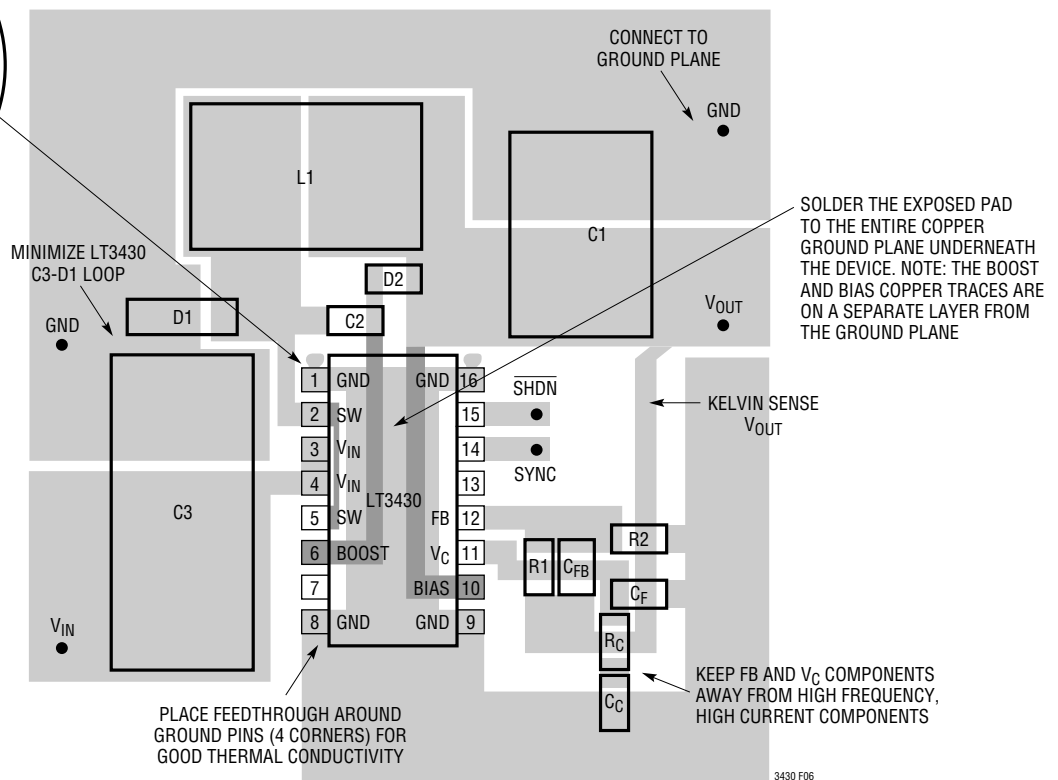 CONNECT TO
GROUND PLANE
GND
L1
C1
SOLDER THE EXPOSED PAD
TO THE ENTIRE COPPER
GROUND PLANE UNDERNEATH
THE DEVICE. NOTE: THE BOOST
AND BIAS COPPER TRACES ARE
ON A SEPARATE LAYER FROM
THE GROUND PLANE
MINIMIZE LT3430
C3-D1 LOOP
D2
D1
C2
GND
VOUT
1 GND GND 16
2 SW 15
SHDN
3 VIN 14
SYNC
4 VIN 13
LT3430
5 SW FB 12
6 BOOST VC 11
7 BIAS 10
8 GND GND 9
KELVIN SENSE
VOUT
C3
R2
R1 CFB
CF
RC
CC
VIN
KEEP FB AND VC COMPONENTS
AWAY FROM HIGH FREQUENCY,
HIGH CURRENT COMPONENTS
PLACE FEEDTHROUGH AROUND
GROUND PINS (4 CORNERS) FOR
GOOD THERMAL CONDUCTIVITY
3430 F06